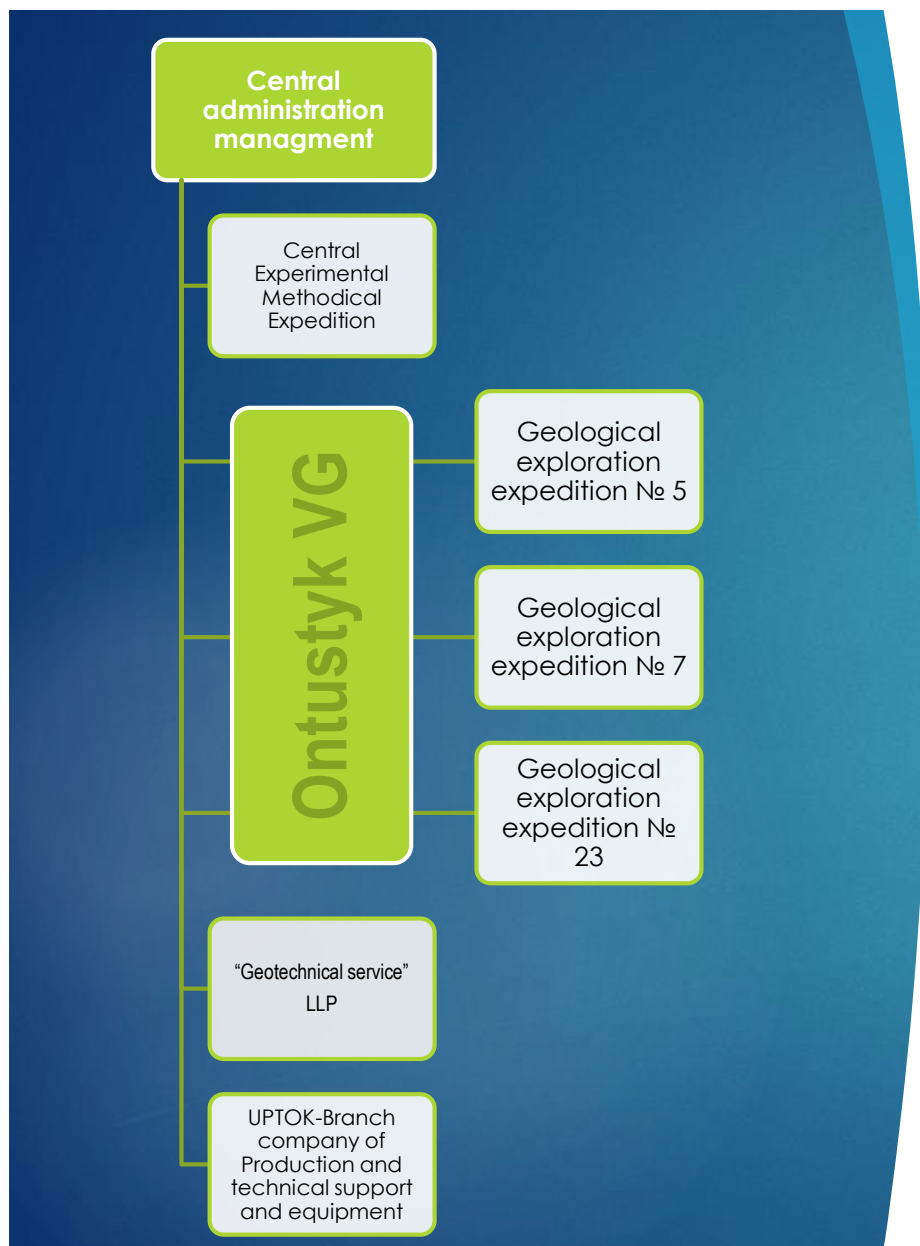 Central
administration
managment
Central
Experimental
Methodical
Expedition
Ontustyk VG
Geological
exploration
expedition № 5
Geological
exploration
expedition № 7
Geological
exploration
expedition №
23
“Geotechnical service”
LLP
UPTOK-Branch
company of
Production and
technical support
and equipment